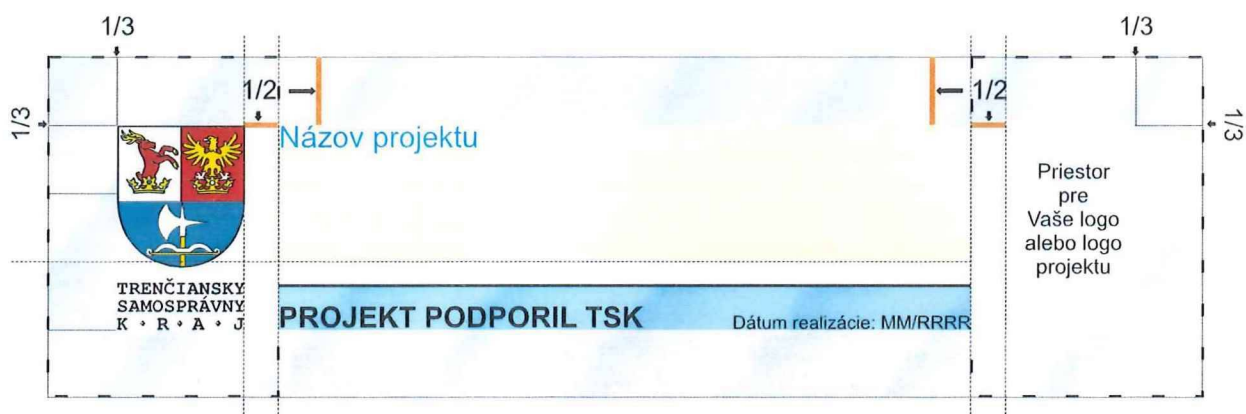 1/3
1/3
1/2
1/2
1/3
1/3
Názov projektu
Priestor
pre
Vaše logo
alebo logo
projektu
TRENČIANSKY
SAMOSPRÁVNY
K · R · A · J
PROJEKT PODPORIL TSK
Dátum realizácie: MM/RRRR